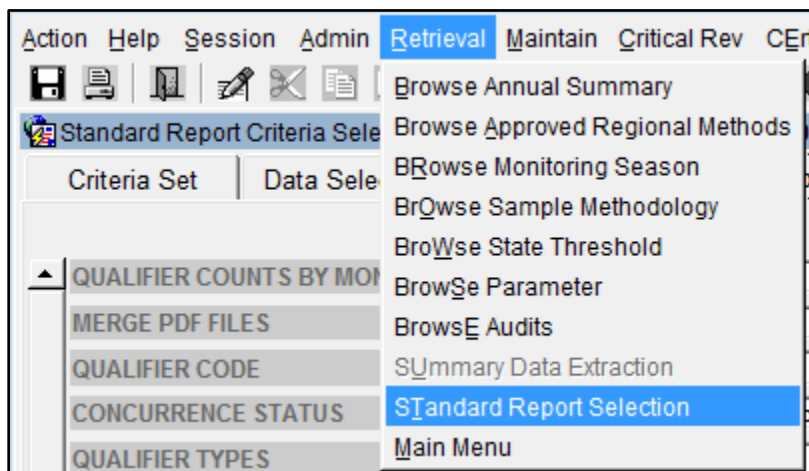 Action Help Session Admin Retrieval Maintain Critical Rev CEn
Standard Report Criteria Sele
Criteria Set Data Sele
QUALIFIER COUNTS BY MON
MERGE PDF FILES
QUALIFIER CODE
CONCURRENCE STATUS
QUALIFIER TYPES
Browse Annual Summary
Browse Approved Regional Methods
BRowse Monitoring Season
BrOwse Sample Methodology
BroWse State Threshold
BrowSe Parameter
BrowsE Audits
SUmmary Data Extraction
STandard Report Selection
Main Menu